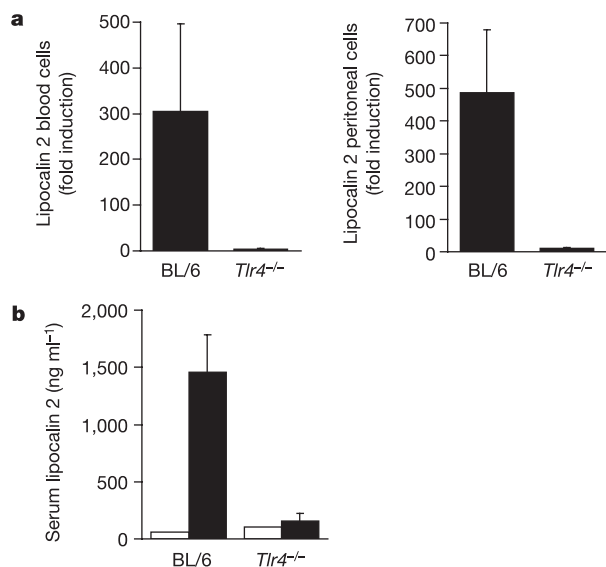 a
Lipocalin 2 blood cells
(fold induction)
500
400
300
200
100
0
BL/6 Tlr4⁻/⁻
Lipocalin 2 peritoneal cells
(fold induction)
700
600
500
400
300
200
100
0
BL/6 Tlr4⁻/⁻
b
Serum lipocalin 2 (ng ml⁻¹)
2,000
1,500
1,000
500
0
BL/6 Tlr4⁻/⁻